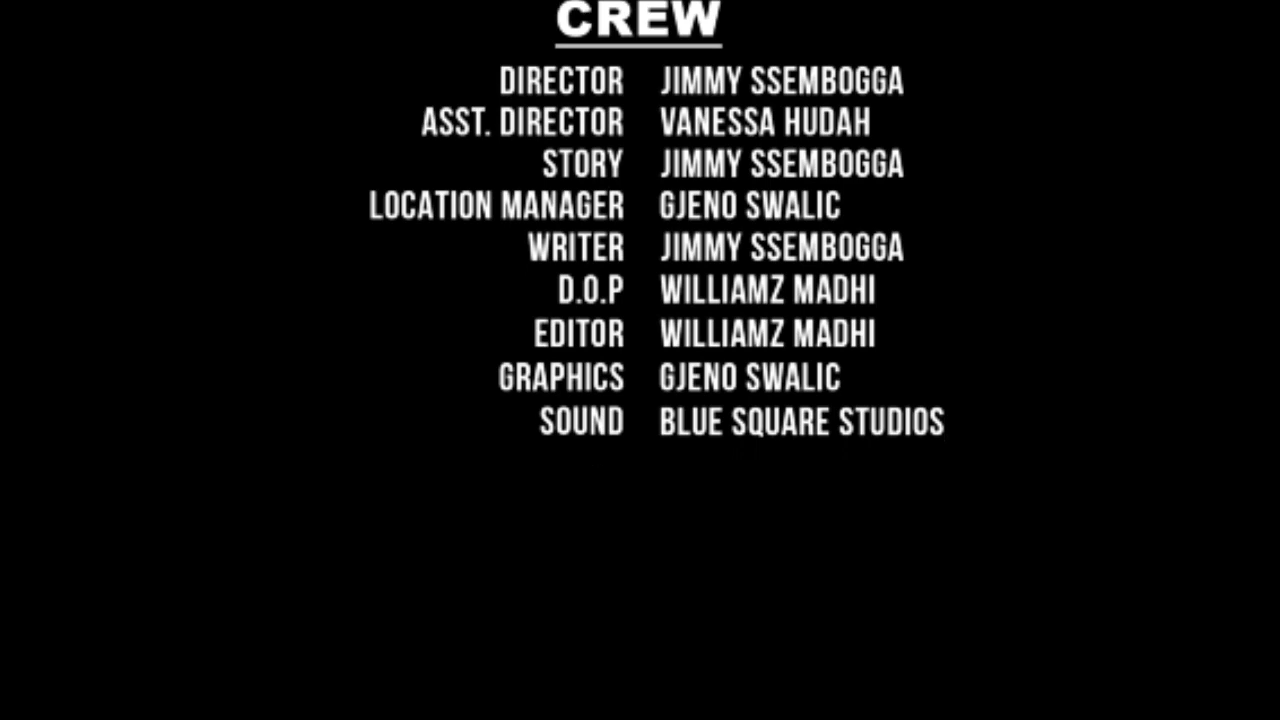 CREW
DIRECTOR JIMMY SSEMBOGGA
ASST. DIRECTOR VANESSA HUDAH
STORY JIMMY SSEMBOGGA
LOCATION MANAGER GJENO SWALIC
WRITER JIMMY SSEMBOGGA
D.O.P WILLIAMZ MADHI
EDITOR WILLIAMZ MADHI
GRAPHICS GJENO SWALIC
SOUND BLUE SQUARE STUDIOS